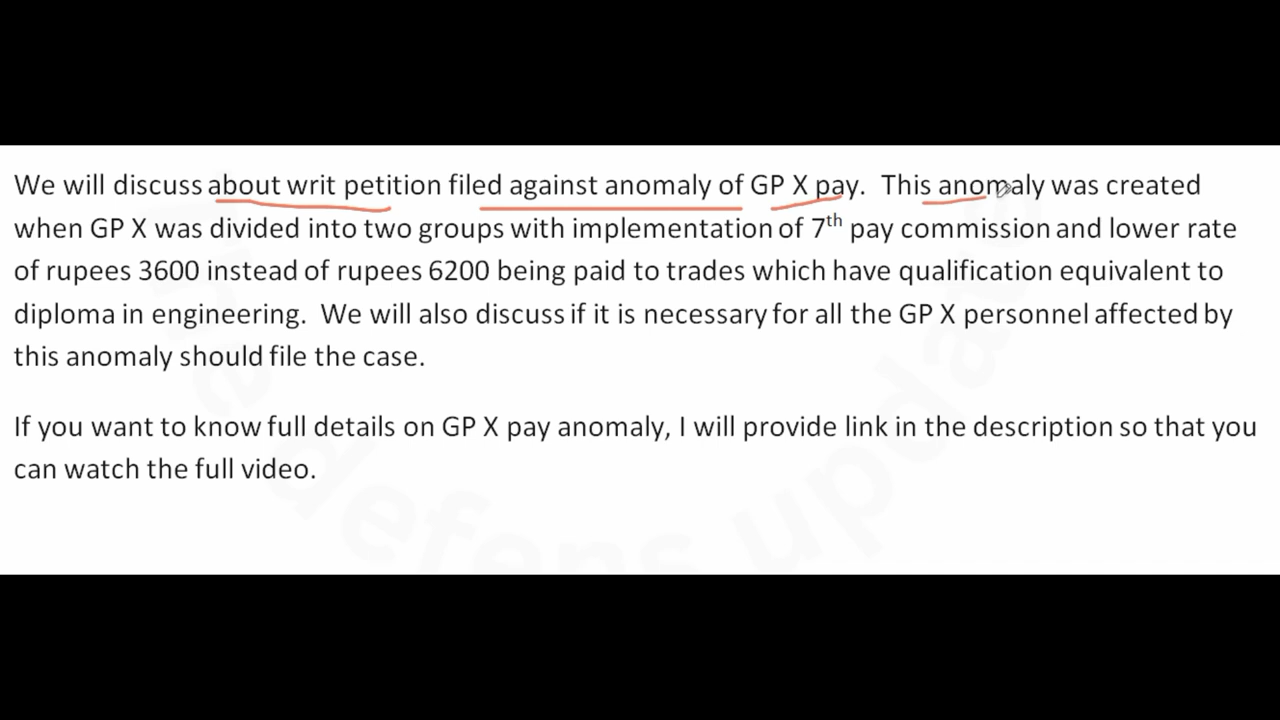 We will discuss about writ petition filed against anomaly of GP X pay. This anomaly was created
when GP X was divided into two groups with implementation of 7th pay commission and lower rate
of rupees 3600 instead of rupees 6200 being paid to trades which have qualification equivalent to
diploma in engineering. We will also discuss if it is necessary for all the GP X personnel affected by
this anomaly should file the case.
If you want to know full details on GP X pay anomaly, I will provide link in the description so that you
can watch the full video.